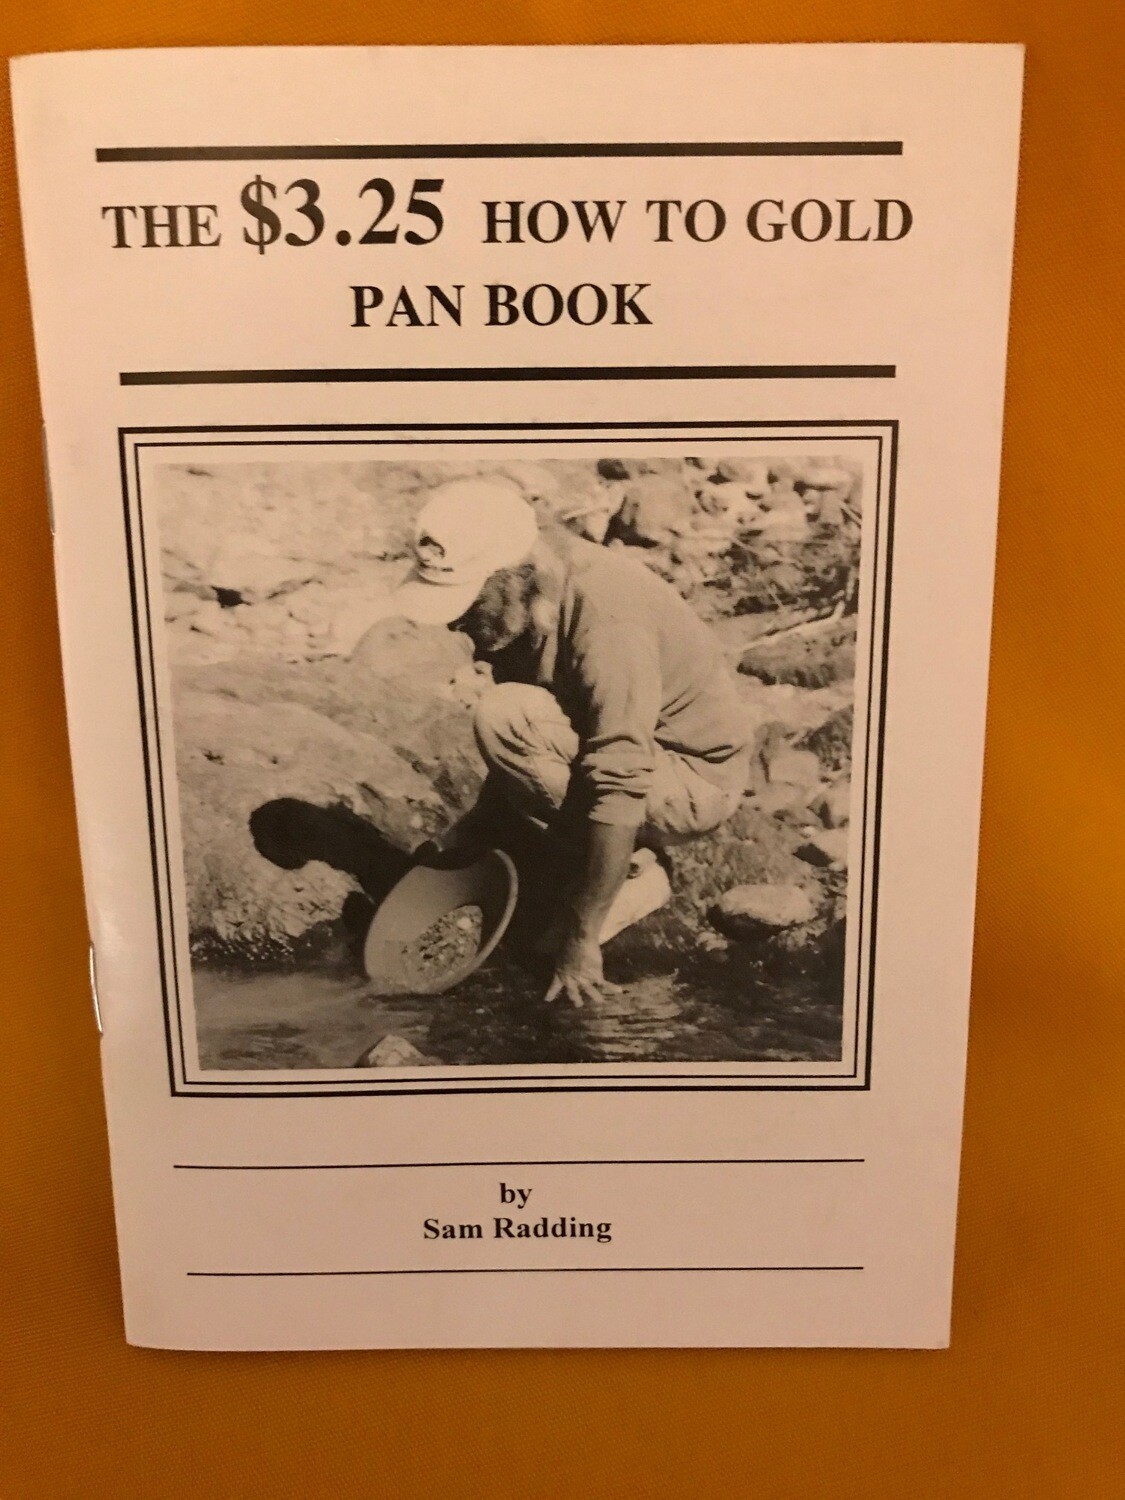 THE $3.25 HOW TO GOLD
PAN BOOK
by
Sam Radding